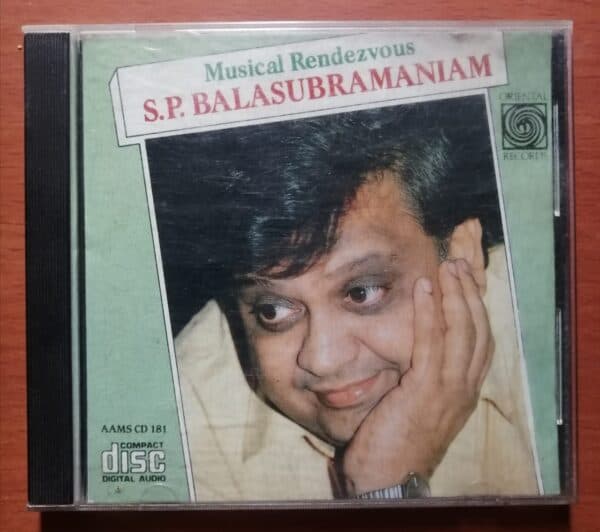 Musical Rendezvous
S.P. BALASUBRAMANIAM
ORIENTAL
RECORDS
AAMS CD 181
COMPACT
disc
DIGITAL AUDIO